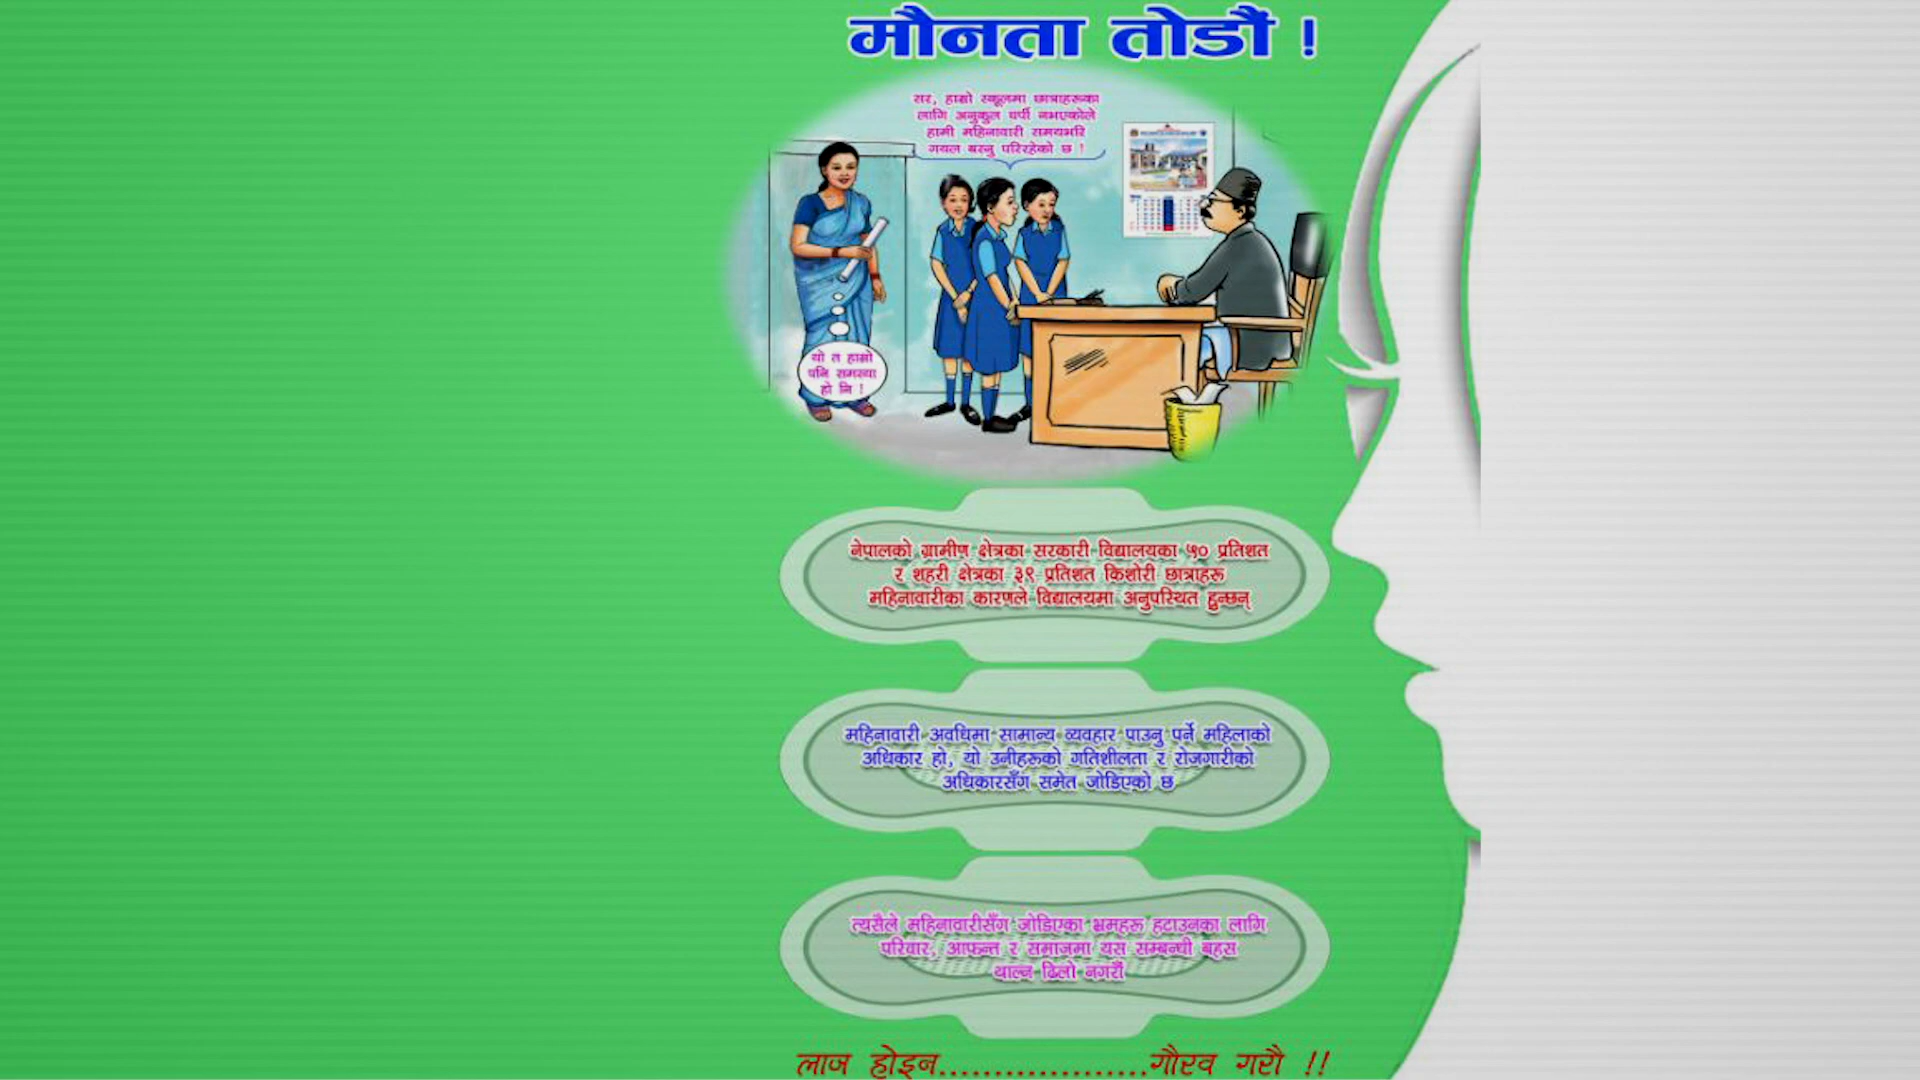 मौनता तोडौं !
सर, हाम्रो स्कूलमा छात्राहरूका
लागि अनुकुल चर्पी नभएकोले
हामी महिनावारी समयभरि
गयल बस्नु परिरहेको छ !
यो त हाम्रो
पनि समस्या
हो नि !
नेपालको ग्रामीण क्षेत्रका सरकारी विद्यालयका ५० प्रतिशत
र शहरी क्षेत्रका ३९ प्रतिशत किशोरी छात्राहरू
महिनावारीका कारणले विद्यालयमा अनुपस्थित हुन्छन्
महिनावारी अवधिमा सामान्य व्यवहार पाउनु पर्ने महिलाको
अधिकार हो, यो उनीहरूको गतिशीलता र रोजगारीको
अधिकारसँग समेत जोडिएको छ
त्यसैले महिनावारीसँग जोडिएका भ्रमहरू हटाउनका लागि
परिवार, आफन्त र समाजमा यस सम्बन्धी बहस
थाल्न ढिलो नगरौं
लाज होइन...................गौरव गरौ !!